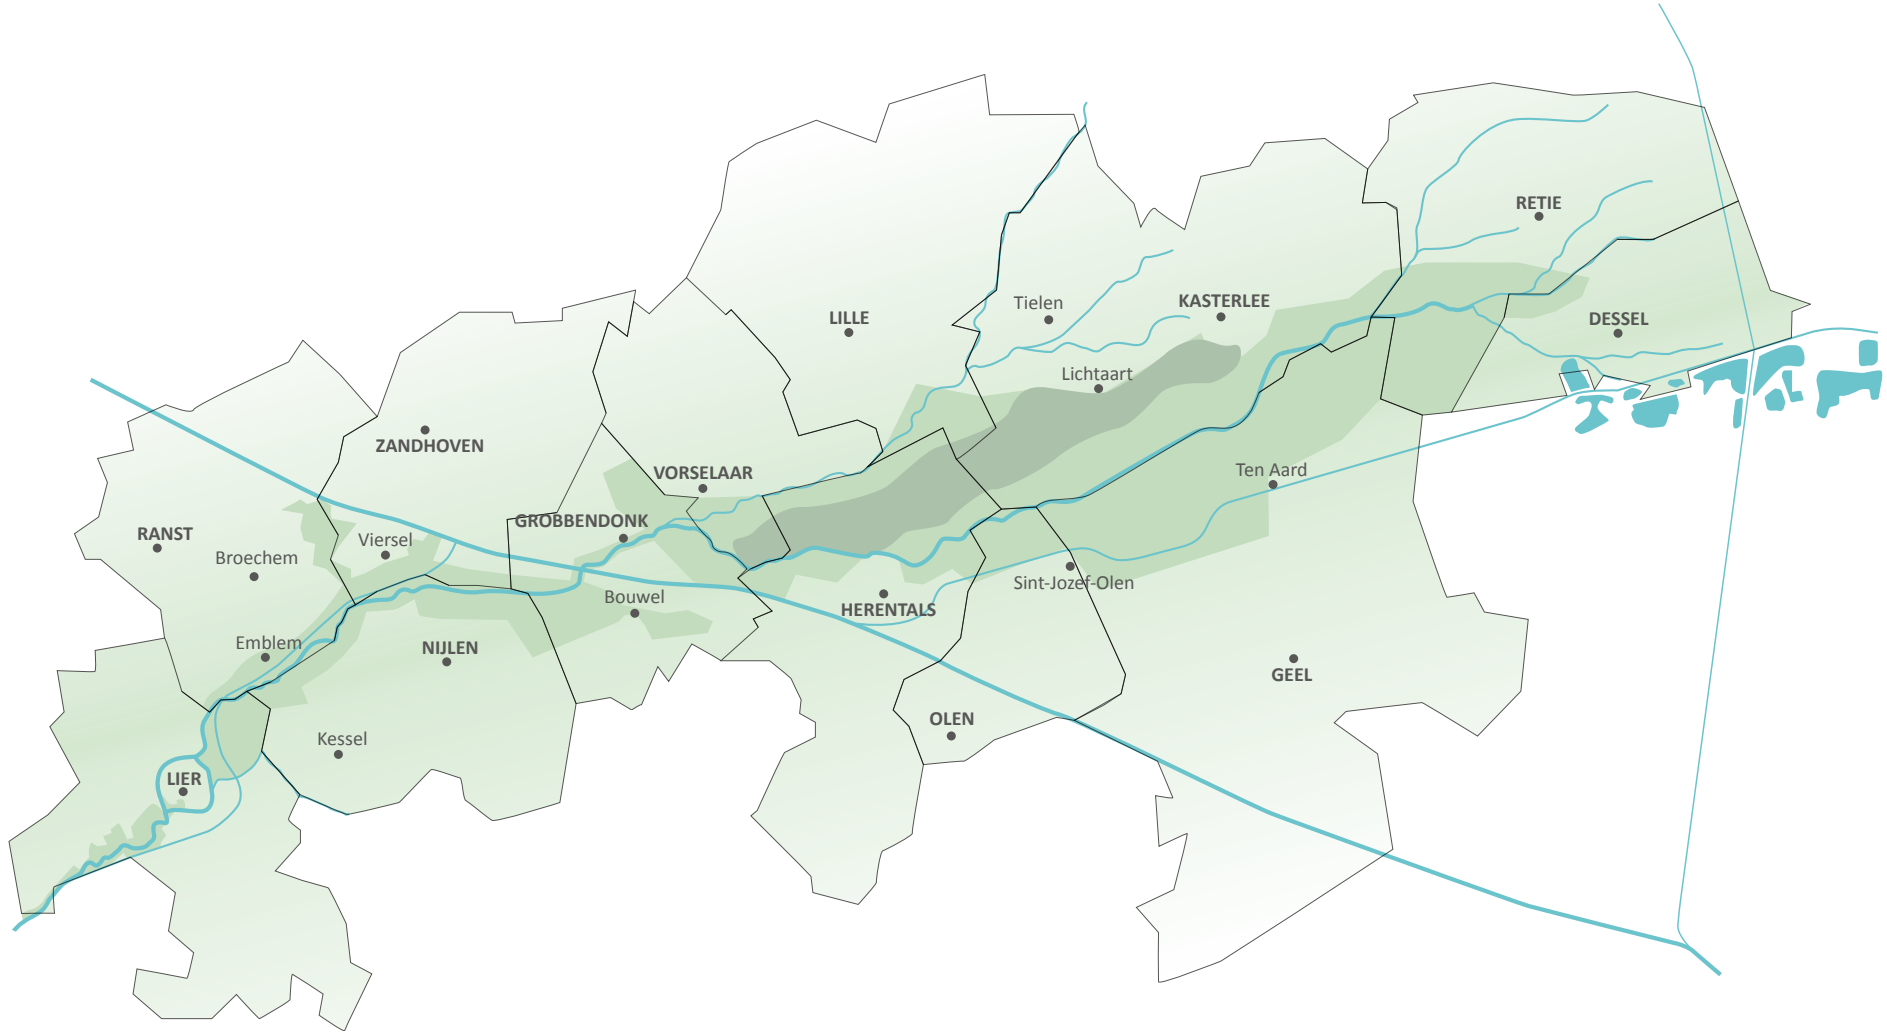 RETIE
KASTERLEE
Tielen
LILLE
DESSEL
Lichtaart
ZANDHOVEN
VORSELAAR
Ten Aard
GROBBENDONK
RANST
Viersel
Broechem
Sint-Jozef-Olen
Bouwel
HERENTALS
Emblem
NIJLEN
GEEL
OLEN
Kessel
LIER